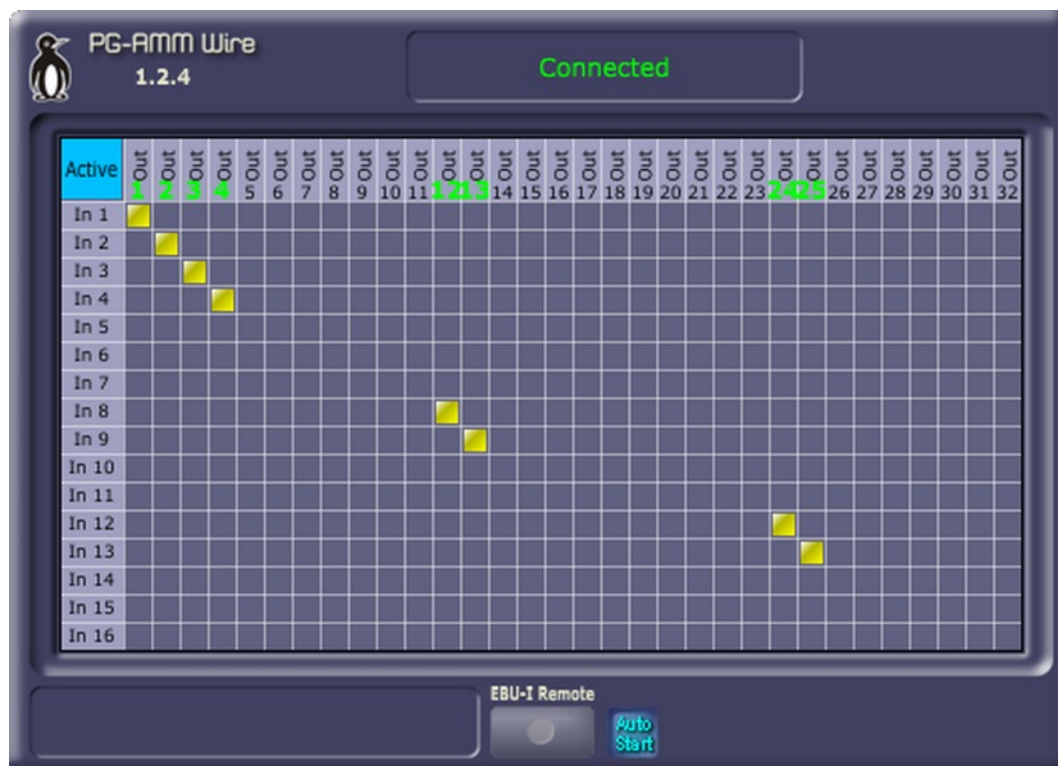 PG-AMM Wire
1.2.4
Connected
Active Out Out Out Out Out Out Out Out Out Out Out Out Out Out Out Out Out Out Out Out Out Out Out Out Out Out Out Out Out Out Out Out
1 2 3 4 5 6 7 8 9 10 11 12 13 14 15 16 17 18 19 20 21 22 23 24 25 26 27 28 29 30 31 32
In 1
In 2
In 3
In 4
In 5
In 6
In 7
In 8
In 9
In 10
In 11
In 12
In 13
In 14
In 15
In 16
EBU-I Remote
Auto
Start